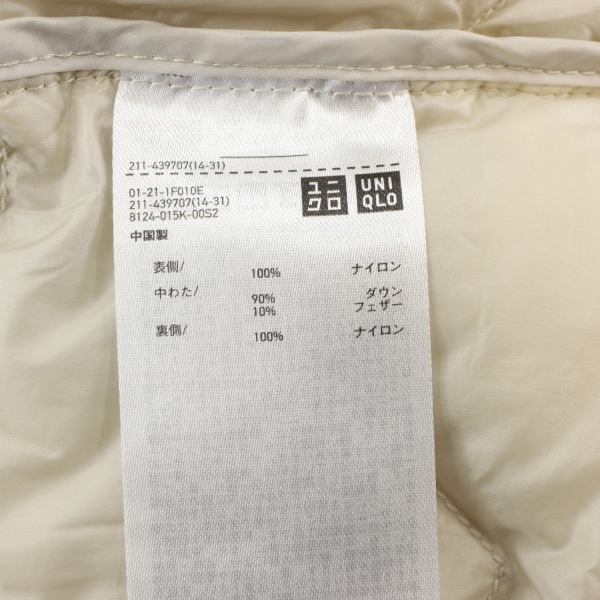 211-439707(14-31)
01-21-1F010E
211-439707(14-31)
8124-015K-00S2
ユニクロ UNIQLO
中国製
表側/ 100% ナイロン
中わた/ 90% ダウン
10% フェザー
裏側/ 100% ナイロン